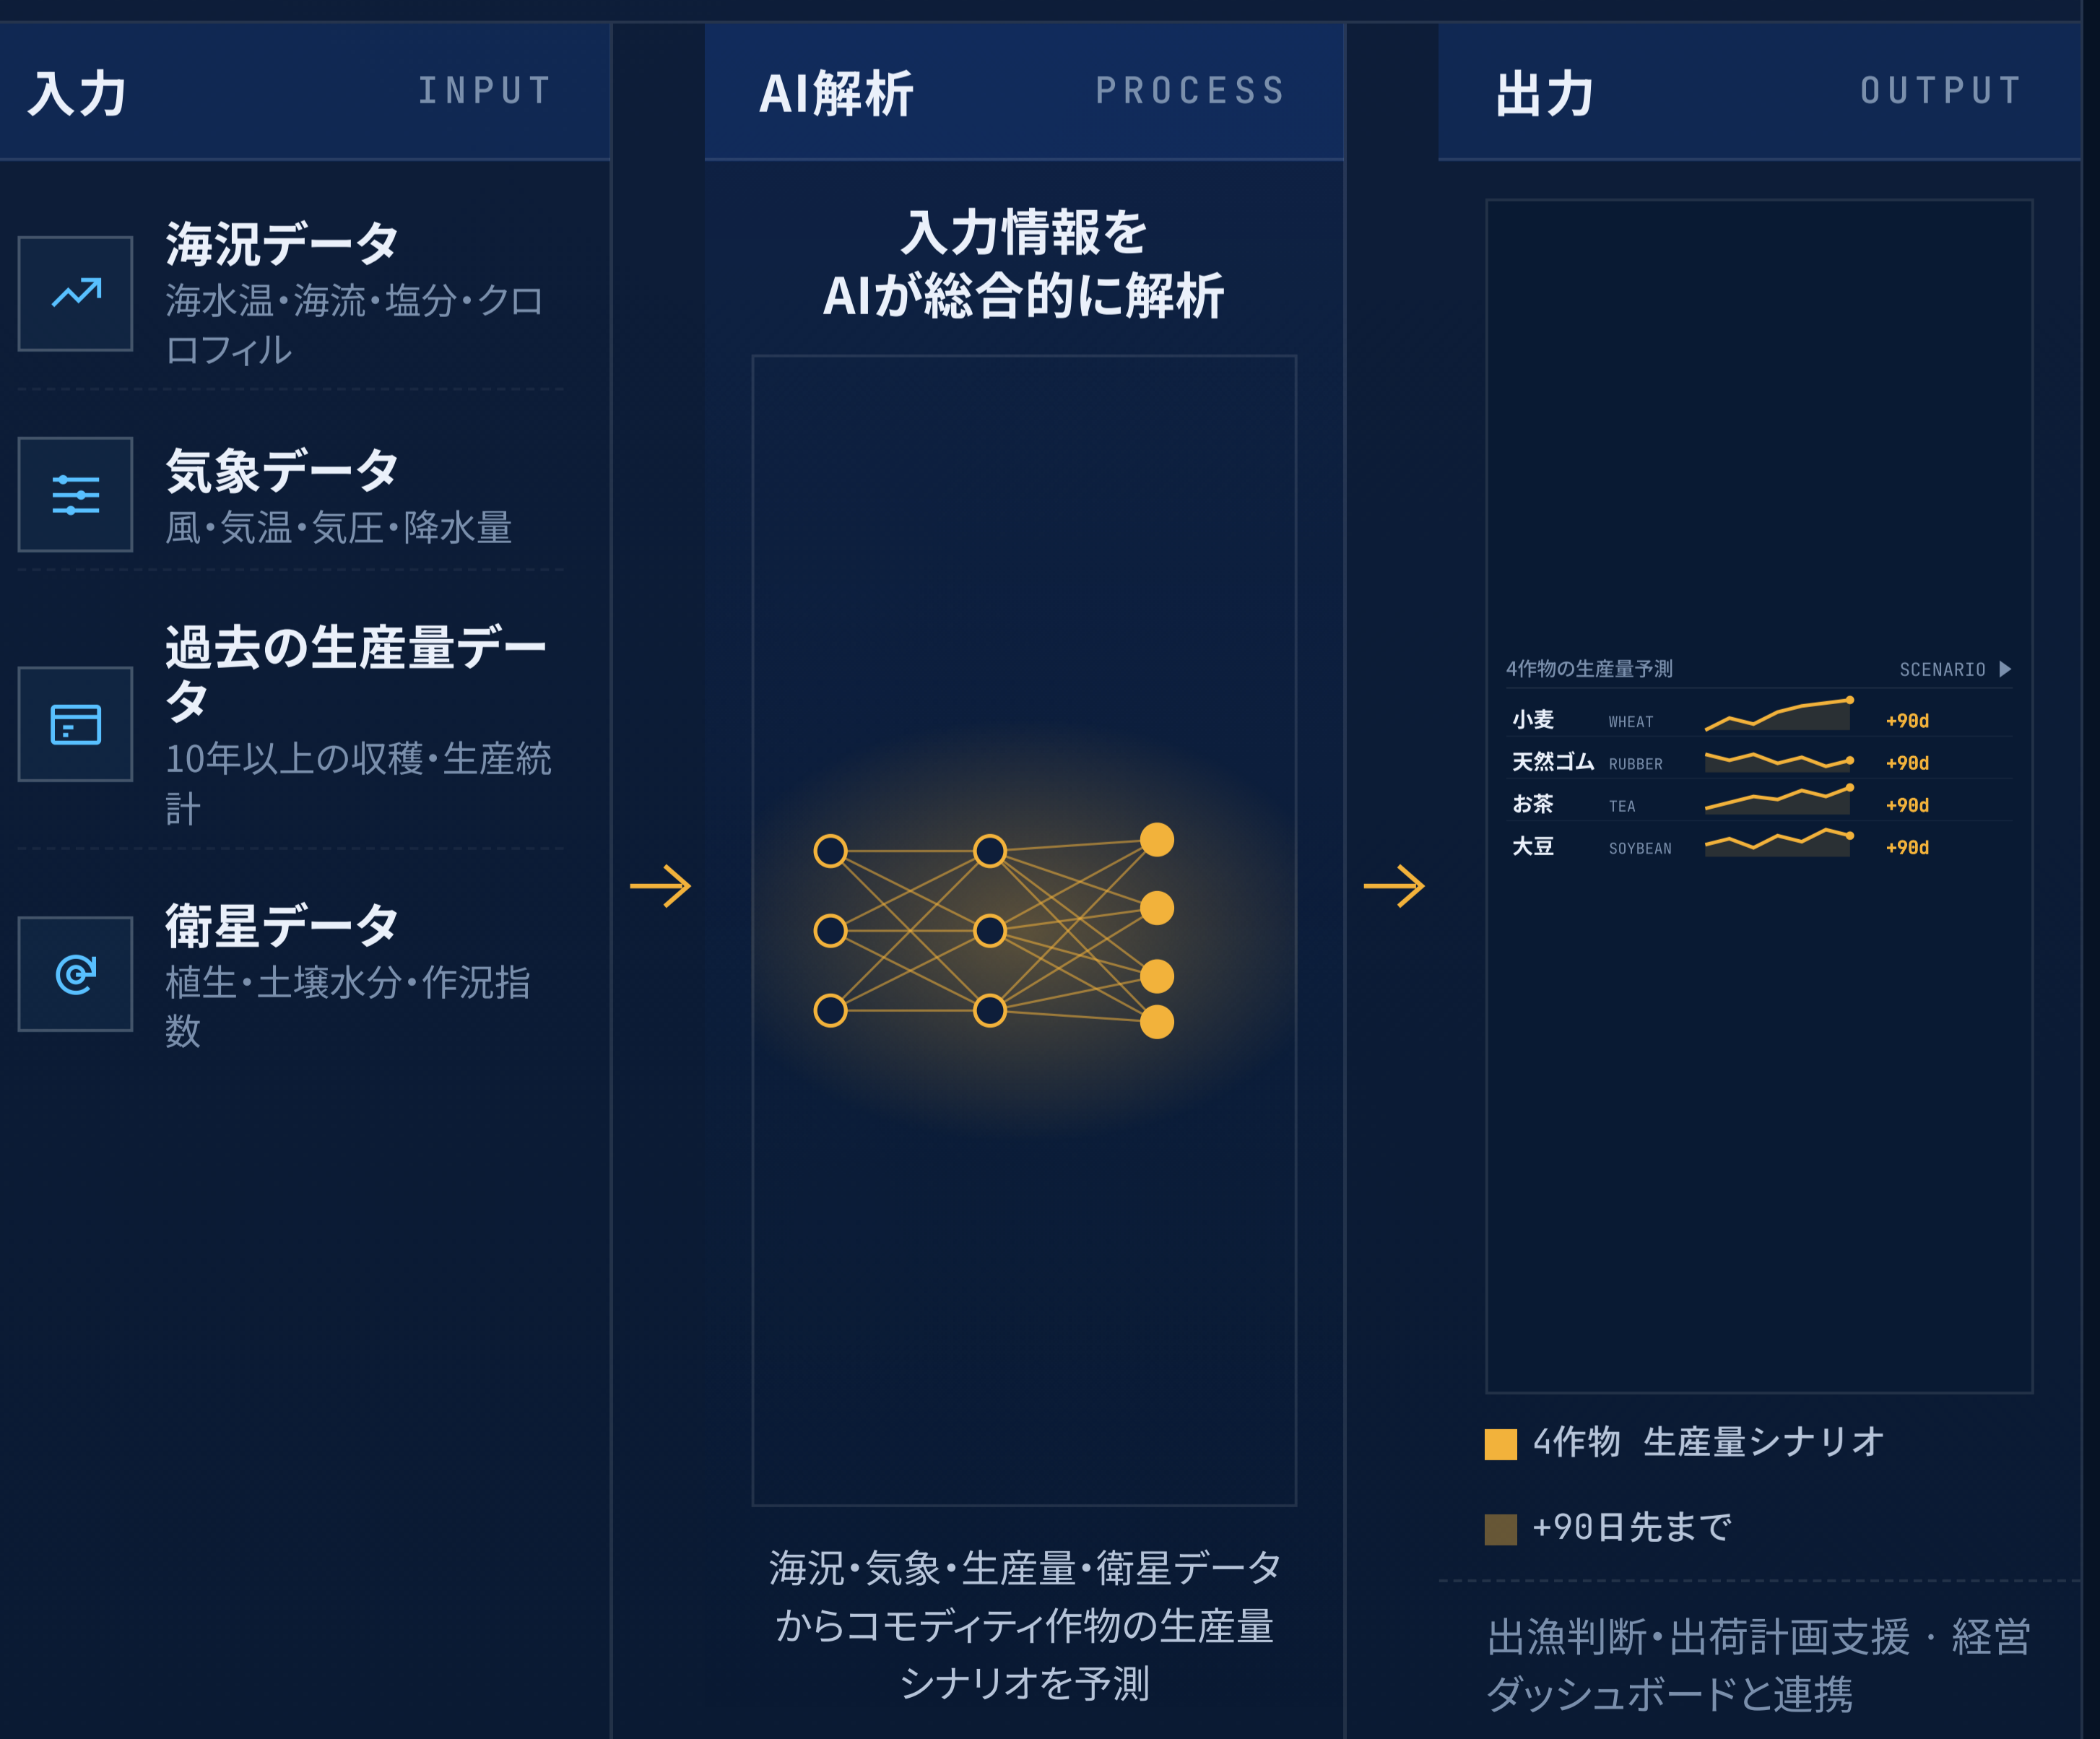 入力
INPUT
海況データ
海水温・海流・塩分・クロ
ロフィル
気象データ
風・気温・気圧・降水量
過去の生産量デー
タ
10年以上の収穫・生産統
計
衛星データ
植生・土壌水分・作況指
数
AI解析
PROCESS
入力情報を
AIが総合的に解析
海況・気象・生産量・衛星データ
からコモディティ作物の生産量
シナリオを予測
出力
OUTPUT
4作物の生産量予測
SCENARIO ▶
小麦 WHEAT +90d
天然ゴム RUBBER +90d
お茶 TEA +90d
大豆 SOYBEAN +90d
4作物 生産量シナリオ
+90日先まで
出漁判断・出荷計画支援 · 経営
ダッシュボードと連携